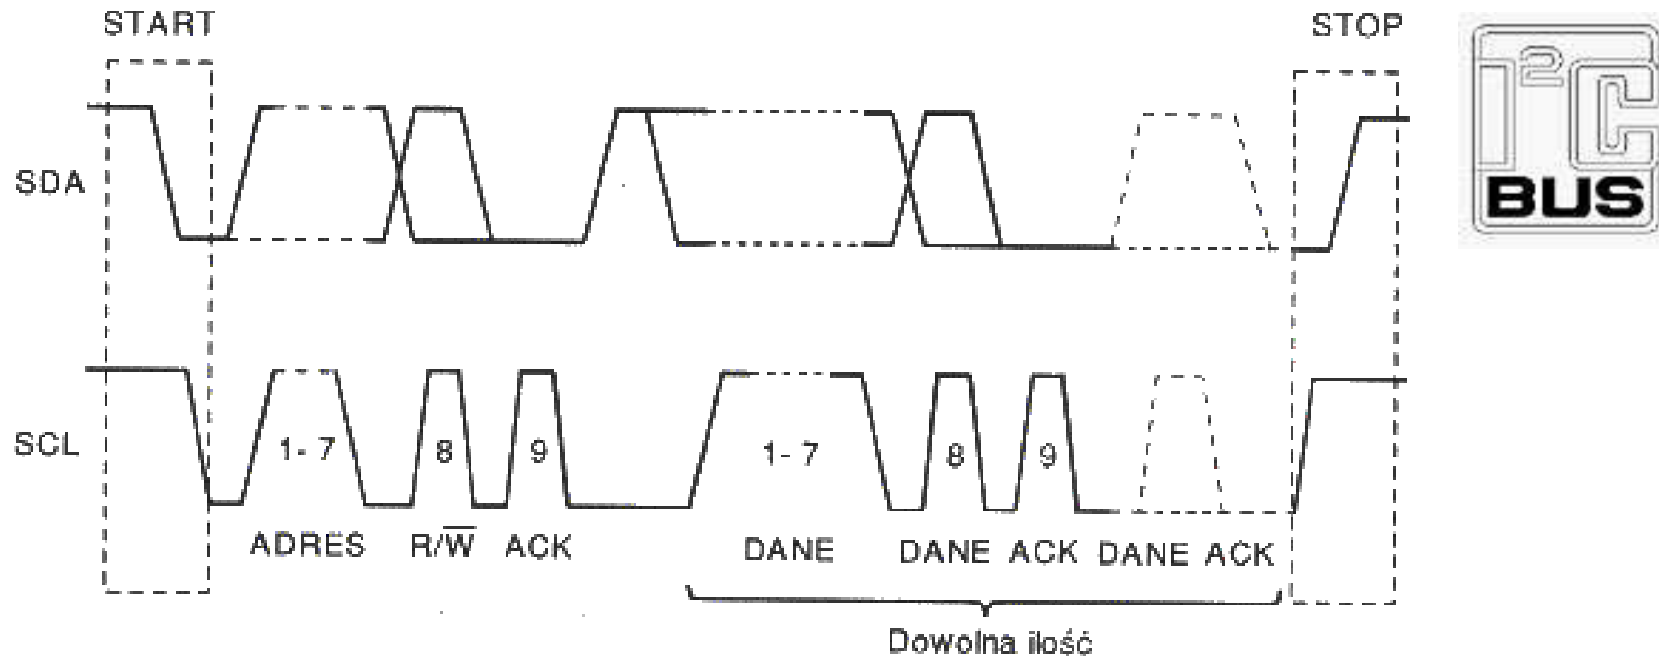 START
STOP
I²C
BUS
SDA
SCL
1-7
8
9
1-7
8
9
ADRES R/W̅ ACK DANE DANE ACK DANE ACK
Dowolna ilość